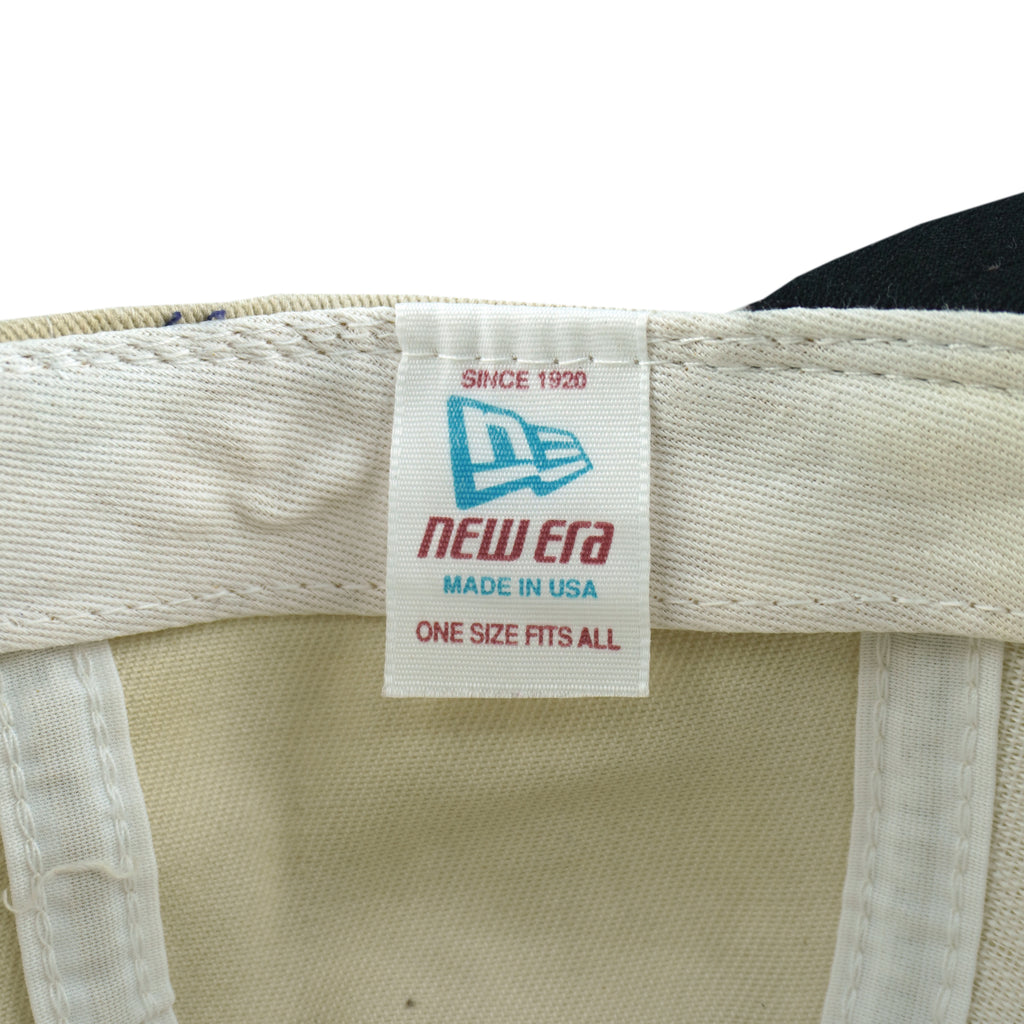 SINCE 1920
NEW ERA
MADE IN USA
ONE SIZE FITS ALL